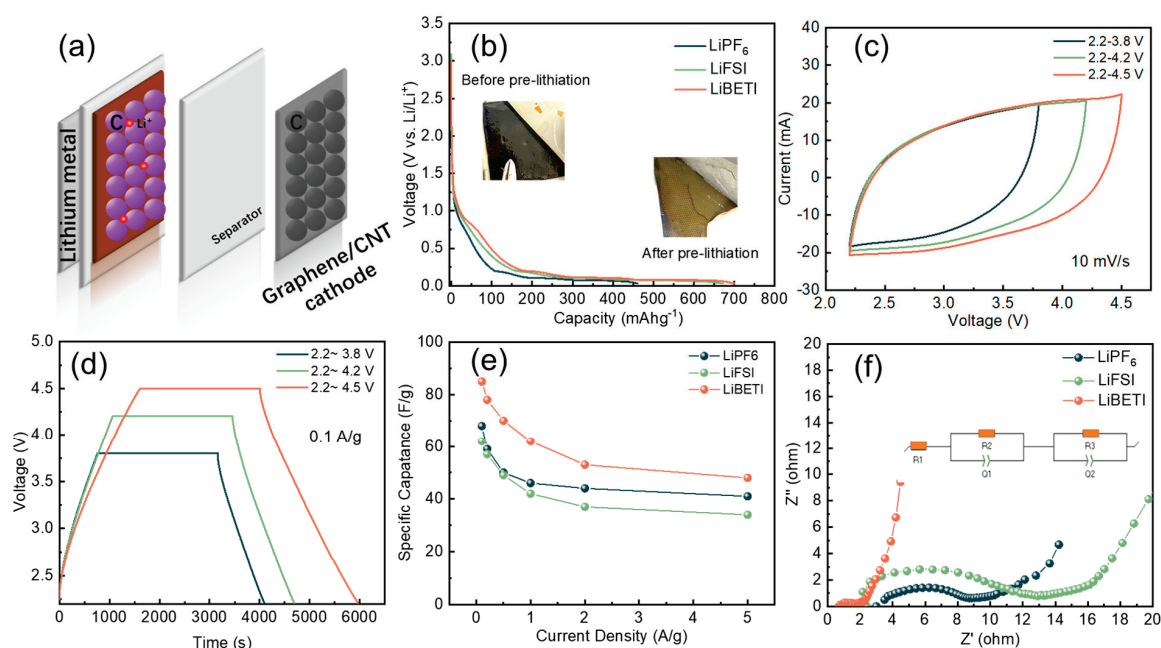 (a)
Lithium metal
C
Li+
Separator
C
Graphene/CNT
cathode
(b)
Voltage (V vs. Li/Li+)
3.5
3.0
2.5
2.0
1.5
1.0
0.5
0.0
LiPF6
LiFSI
LiBETI
Before pre-lithiation
After pre-lithiation
0 100 200 300 400 500 600 700 800
Capacity (mAhg-1)
(c)
Current (mA)
40
30
20
10
0
-10
-20
-30
2.2-3.8 V
2.2-4.2 V
2.2-4.5 V
10 mV/s
2.0 2.5 3.0 3.5 4.0 4.5
Voltage (V)
(d)
Voltage (V)
5.0
4.5
4.0
3.5
3.0
2.5
2.2~ 3.8 V
2.2~ 4.2 V
2.2~ 4.5 V
0.1 A/g
0 1000 2000 3000 4000 5000 6000
Time (s)
(e)
Specific Capatance (F/g)
100
80
60
40
20
0
LiPF6
LiFSI
LiBETI
0 1 2 3 4 5
Current Density (A/g)
(f)
Z'' (ohm)
20
18
16
14
12
10
8
6
4
2
0
LiPF6
LiFSI
LiBETI
R1
R2
Q1
R3
Q2
0 2 4 6 8 10 12 14 16 18 20
Z' (ohm)